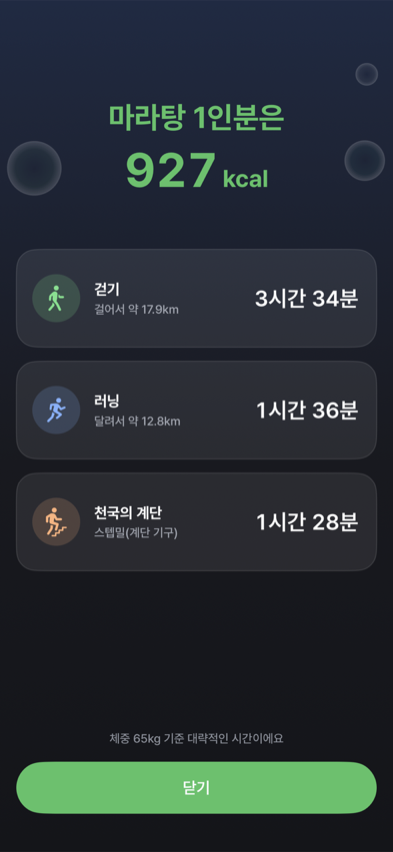 마라탕 1인분은
927 kcal
걷기
걸어서 약 17.9km
3시간 34분
러닝
달려서 약 12.8km
1시간 36분
천국의 계단
스텝밀(계단 기구)
1시간 28분
체중 65kg 기준 대략적인 시간이에요
닫기